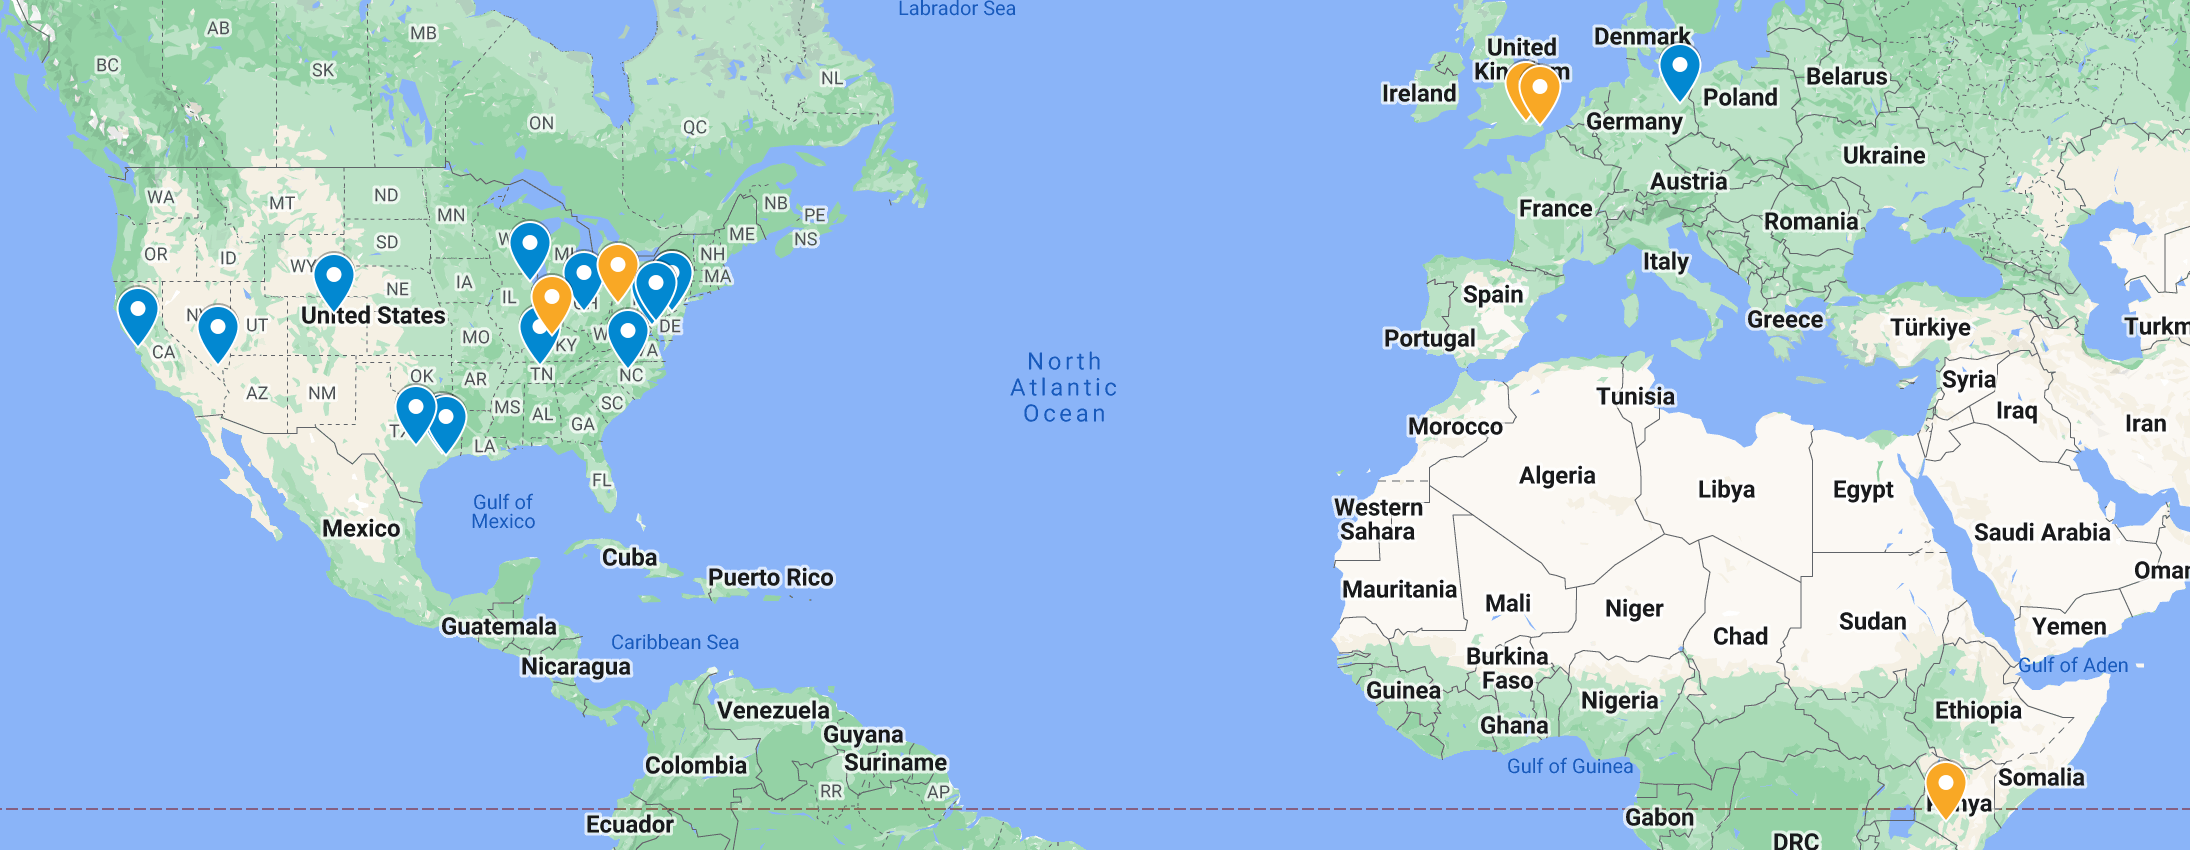 Labrador Sea
AB
MB
BC
SK
NL
ON
QC
WA
MT
ND
MN
NB
PE
NS
ME
OR
ID
WY
SD
MI
NH
MA
IA
NE
IL
UT
United States
MO
KY
DE
CA
AZ
NM
OK
AR
TN
NC
MS
AL
SC
GA
LA
FL
Gulf of
Mexico
Mexico
Cuba
Puerto Rico
Guatemala
Caribbean Sea
Nicaragua
Venezuela
Guyana
Suriname
Colombia
RR
AP
Ecuador
North
Atlantic
Ocean
Denmark
United
Ireland
Belarus
Poland
Germany
Ukraine
Austria
France
Romania
Italy
Spain
Portugal
Greece
Türkiye
Syria
Iraq
Iran
Tunisia
Morocco
Algeria
Libya
Egypt
Western
Sahara
Saudi Arabia
Mauritania
Mali
Niger
Chad
Sudan
Yemen
Burkina
Faso
Gulf of Aden
Guinea
Nigeria
Ghana
Ethiopia
Gulf of Guinea
Somalia
Gabon
DRC